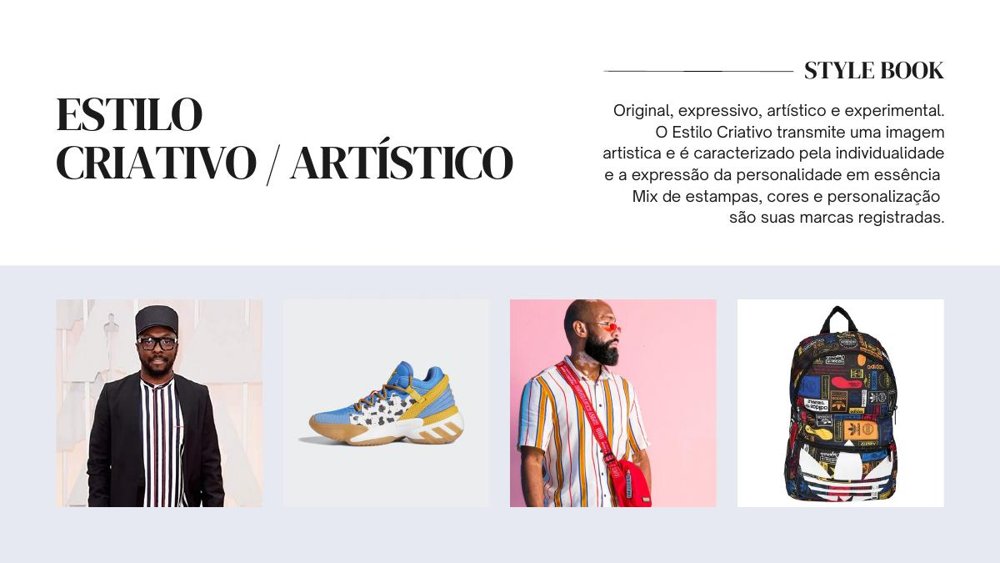 ESTILO
CRIATIVO / ARTÍSTICO
STYLE BOOK
Original, expressivo, artístico e experimental.
O Estilo Criativo transmite uma imagem
artistica e é caracterizado pela individualidade
e a expressão da personalidade em essência
Mix de estampas, cores e personalização
são suas marcas registradas.